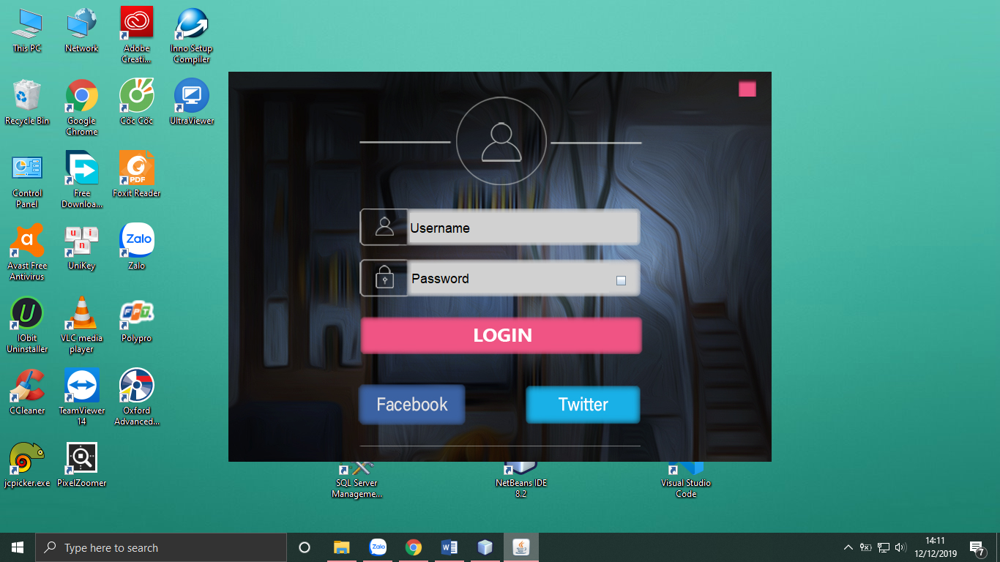 This PC
Network
Adobe
Creati...
Inno Setup
Compiler
Recycle Bin
Google
Chrome
Cốc Cốc
UltraViewer
Control
Panel
Free
Downloa...
PDF
Foxit Reader
Avast Free
Antivirus
u
n
i
UniKey
Zalo
Zalo
IObit
Uninstaller
VLC media
player
FPT
Polypro
CCleaner
TeamViewer
14
Oxford
Advanced...
jcpicker.exe
PixelZoomer
Username
Password
LOGIN
Facebook
Twitter
SQL Server
Manageme...
NetBeans IDE
8.2
Visual Studio
Code
Type here to search
Zalo
W
14:11
12/12/2019
7